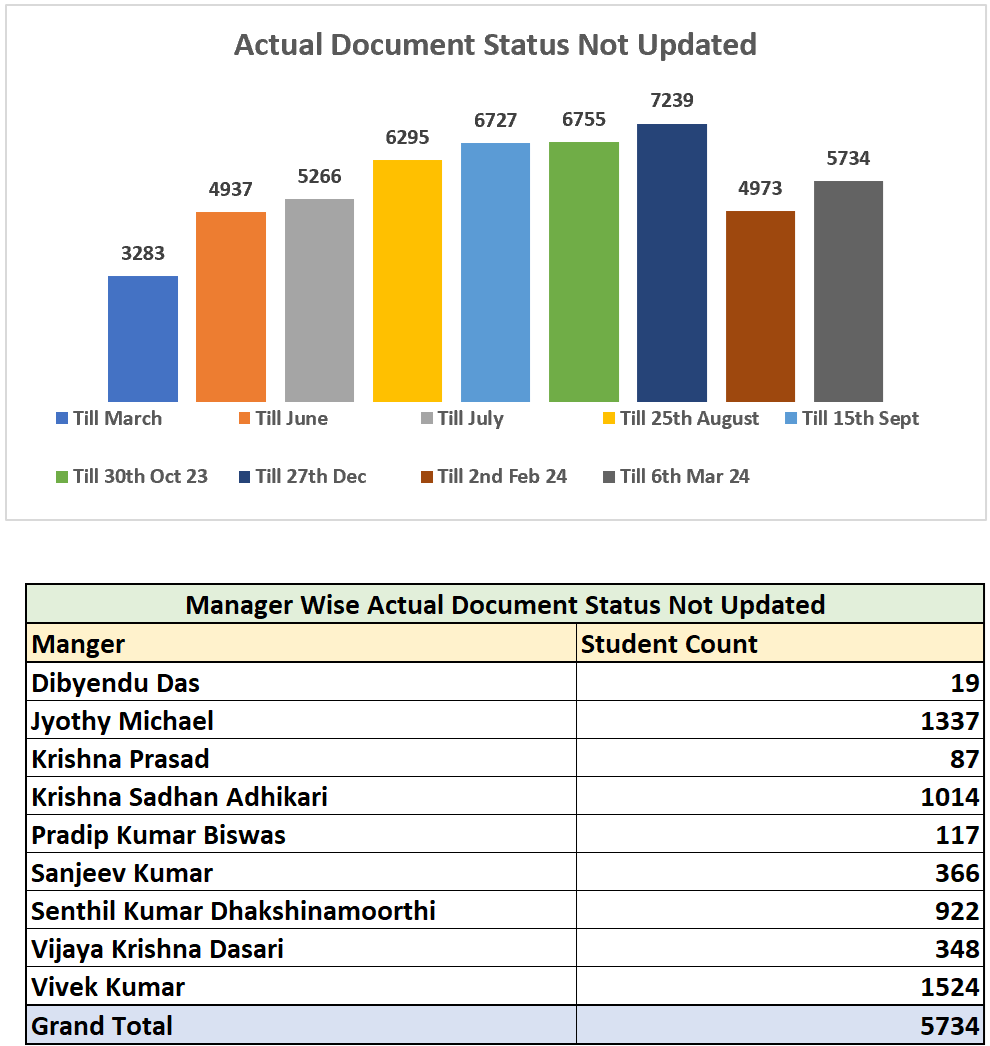 Actual Document Status Not Updated
7239
6727
6755
6295
5734
5266
4937
4973
3283
Till March Till June Till July Till 25th August Till 15th Sept
Till 30th Oct 23 Till 27th Dec Till 2nd Feb 24 Till 6th Mar 24
Manager Wise Actual Document Status Not Updated
Manger Student Count
Dibyendu Das 19
Jyothy Michael 1337
Krishna Prasad 87
Krishna Sadhan Adhikari 1014
Pradip Kumar Biswas 117
Sanjeev Kumar 366
Senthil Kumar Dhakshinamoorthi 922
Vijaya Krishna Dasari 348
Vivek Kumar 1524
Grand Total 5734